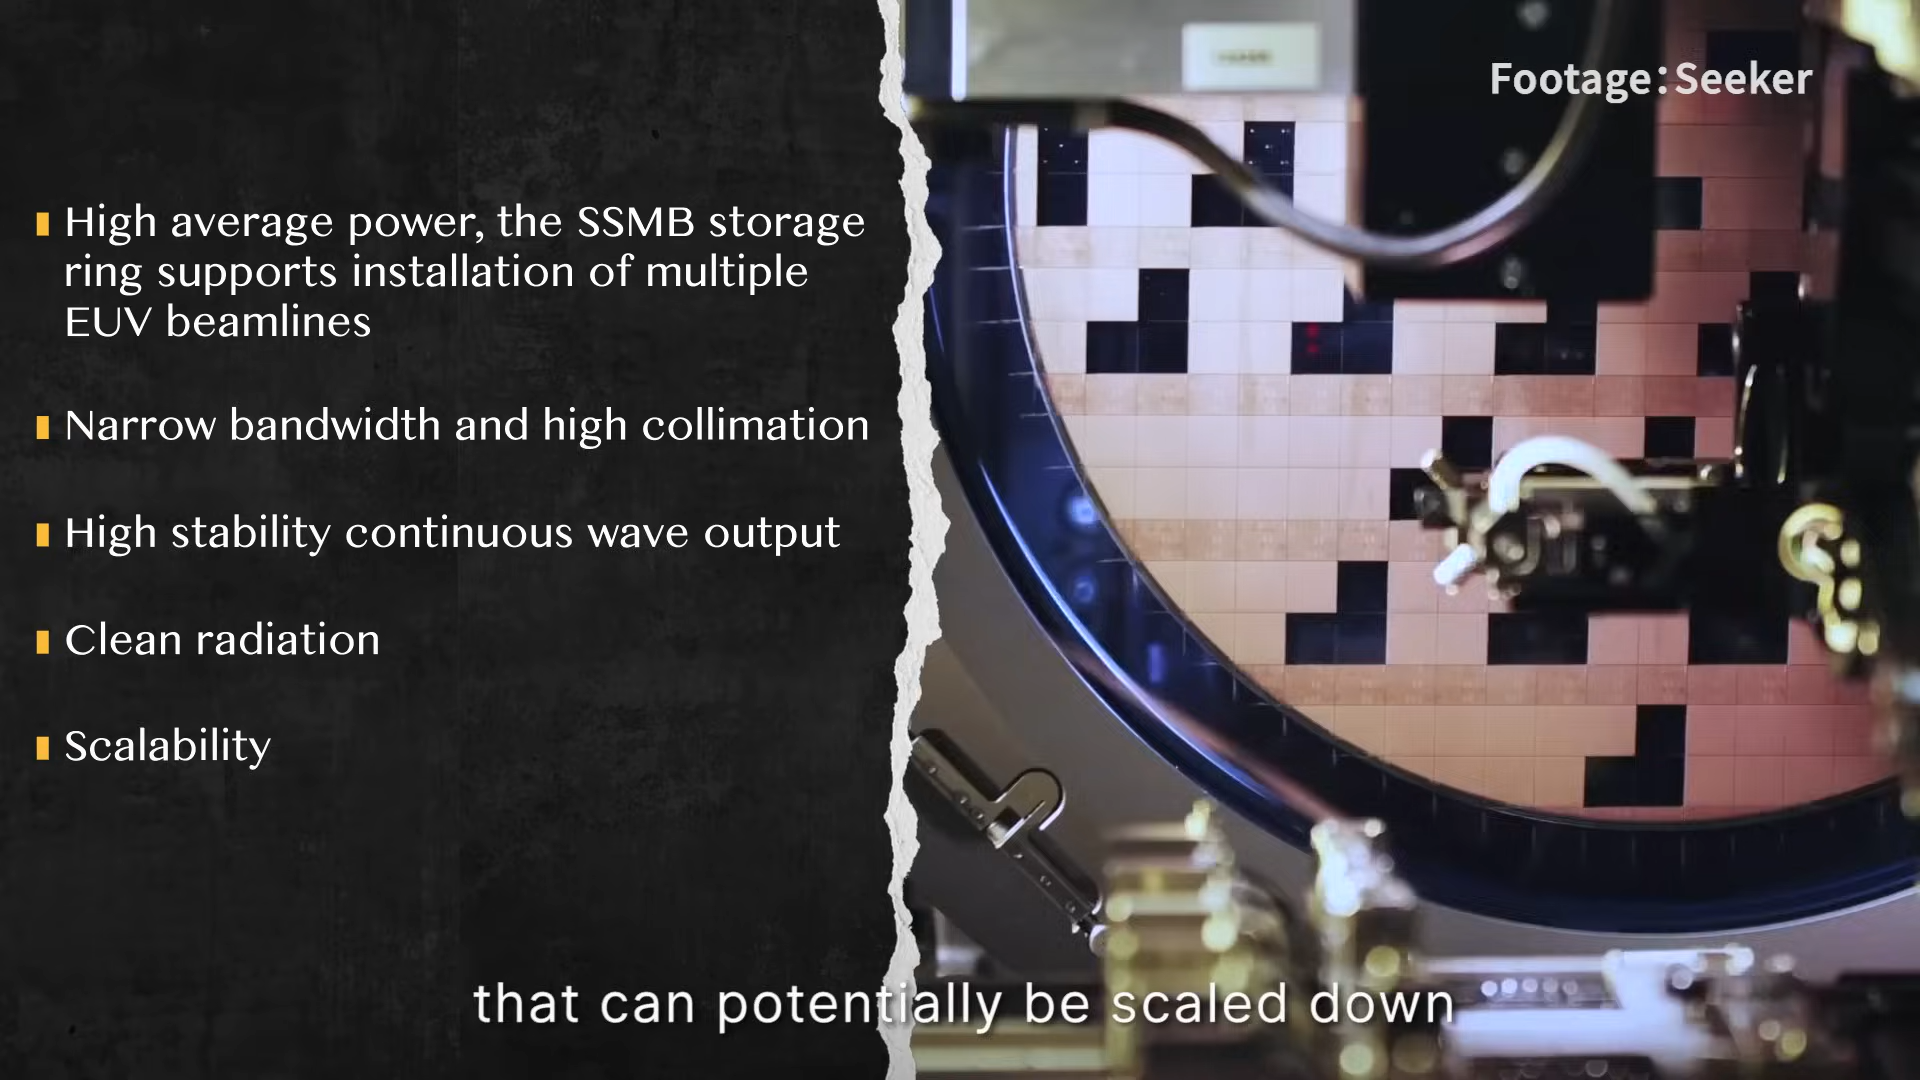 Footage:Seeker
High average power, the SSMB storage
ring supports installation of multiple
EUV beamlines
Narrow bandwidth and high collimation
High stability continuous wave output
Clean radiation
Scalability
that can potentially be scaled down